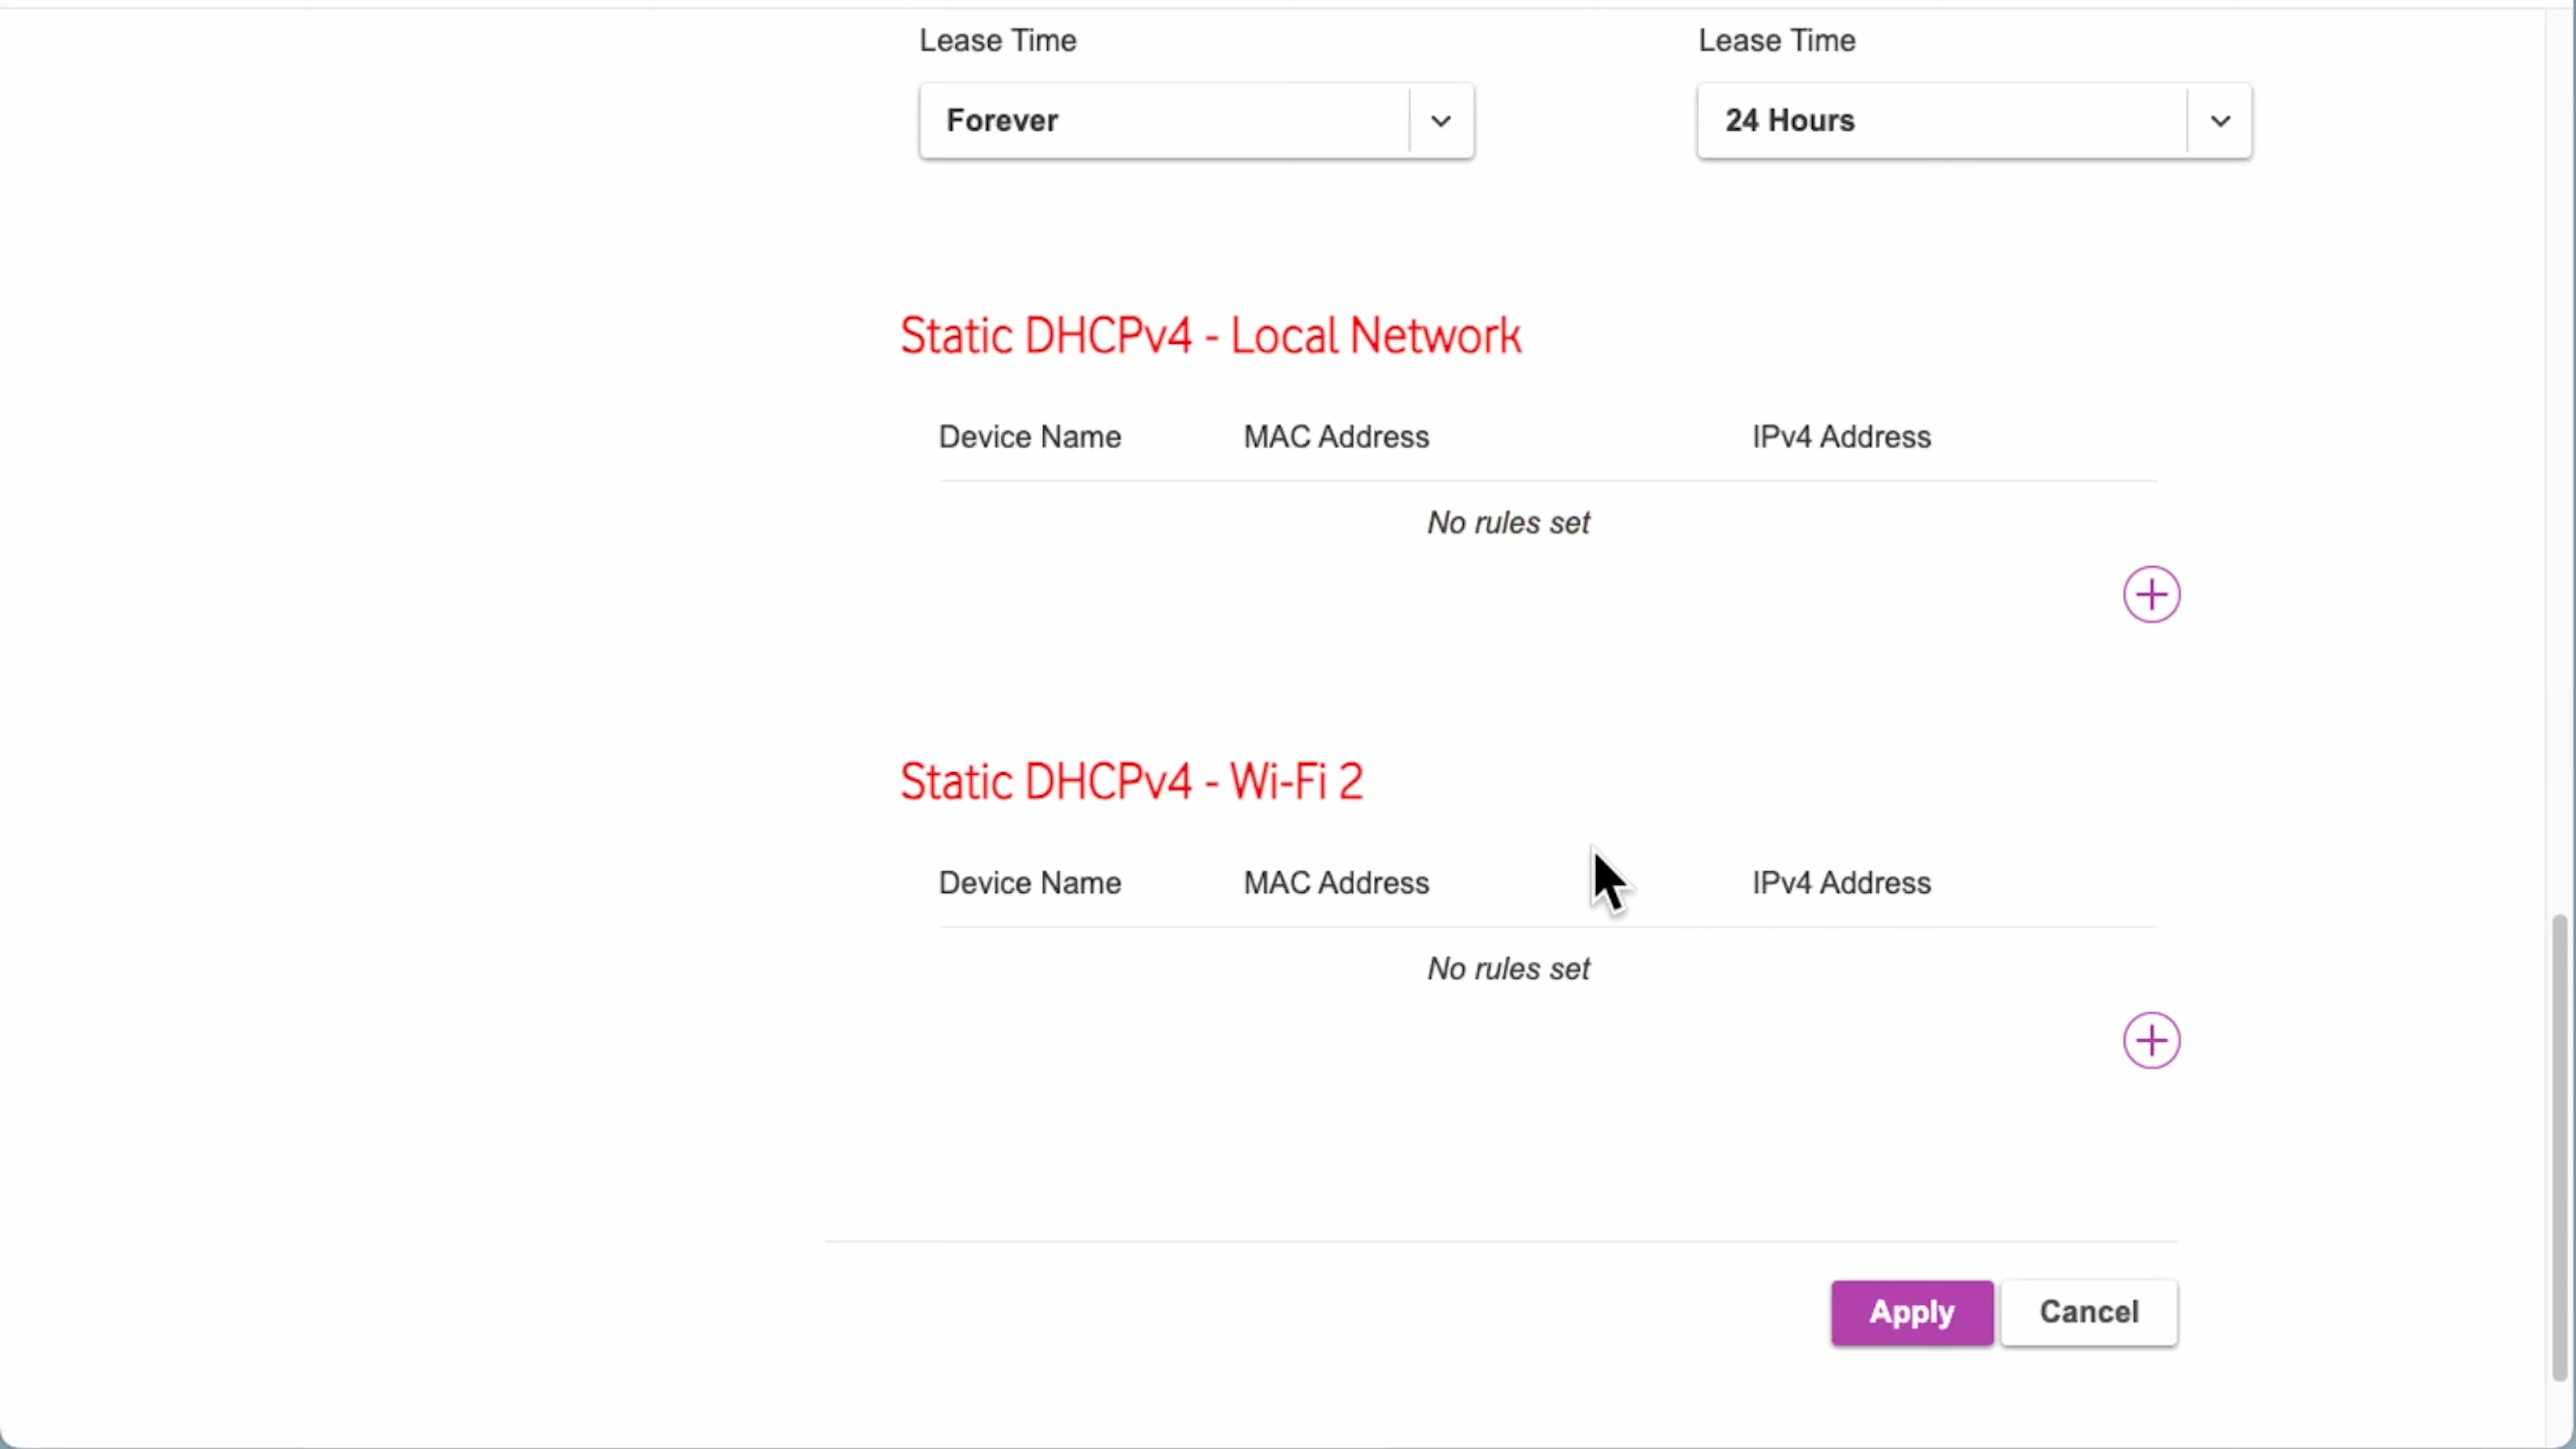 Lease Time Lease Time
Forever 24 Hours
Static DHCPv4 - Local Network
Device Name MAC Address IPv4 Address
No rules set
Static DHCPv4 - Wi-Fi 2
Device Name MAC Address IPv4 Address
No rules set
Apply Cancel